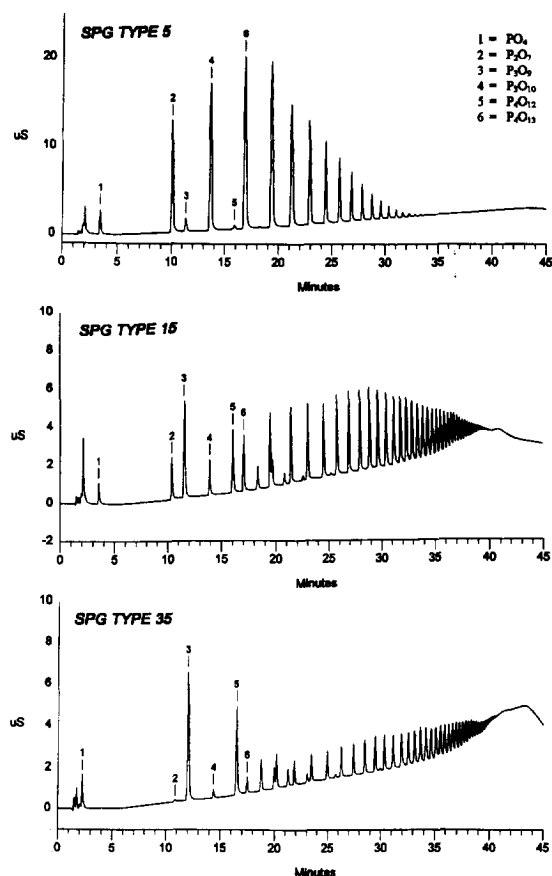 SPG TYPE 5
1 = PO₄
2 = P₂O₇
3 = P₃O₉
4 = P₃O₁₀
5 = P₄O₁₂
6 = P₄O₁₃
20
10
0
uS
1
2
3
4
5
6
0 5 10 15 20 25 30 35 40 45
Minutes
SPG TYPE 15
10
8
6
4
2
0
-2
uS
1
2
3
4
5
6
0 5 10 15 20 25 30 35 40 45
Minutes
SPG TYPE 35
10
8
6
4
2
0
uS
1
2
3
4
5
6
0 5 10 15 20 25 30 35 40 45
Minutes